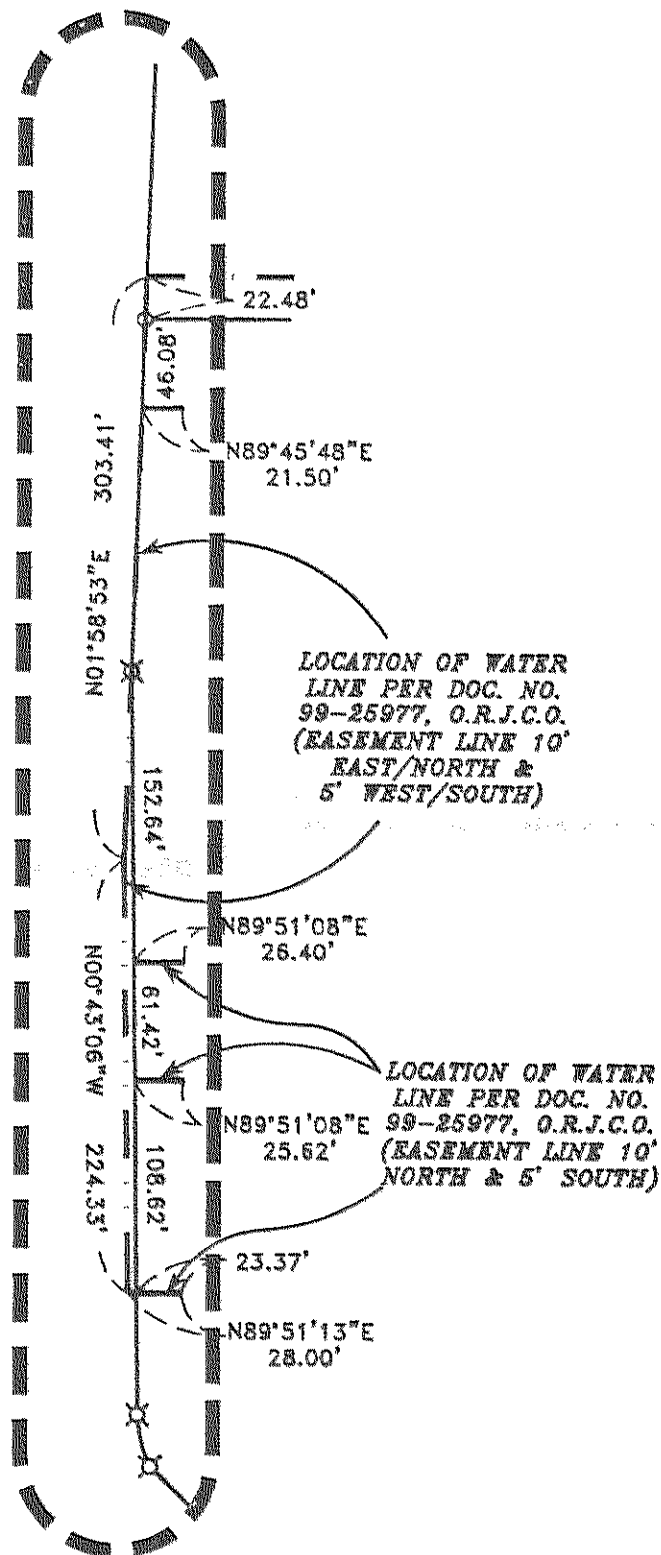 22.48'
46.08'
303.41'
N89°45'48"E
21.50'
N01°58'53"E
LOCATION OF WATER
LINE PER DOC. NO.
99-25977, O.R.J.C.O.
(EASEMENT LINE 10'
EAST/NORTH &
5' WEST/SOUTH)
152.64'
N89°51'08"E
26.40'
N00°43'06"W
61.42'
LOCATION OF WATER
LINE PER DOC. NO.
99-25977, O.R.J.C.O.
(EASEMENT LINE 10'
NORTH & 5' SOUTH)
N89°51'08"E
25.62'
224.33'
108.62'
23.37'
N89°51'13"E
28.00'